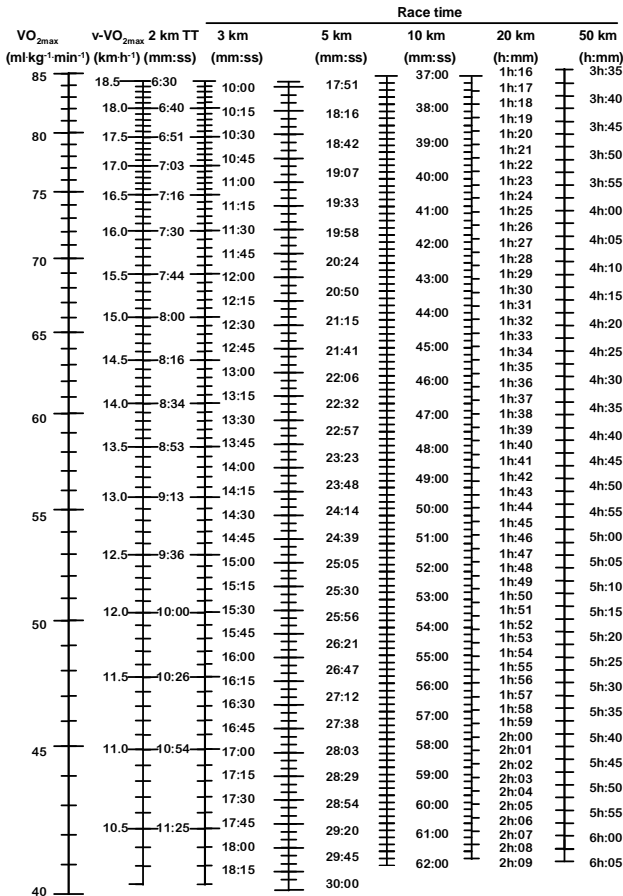 Race time
VO2max v-VO2max 2 km TT 3 km 5 km 10 km 20 km 50 km
(ml·kg-1·min-1) (km·h-1) (mm:ss) (mm:ss) (mm:ss) (mm:ss) (h:mm) (h:mm)
85
80
75
70
65
60
55
50
45
40
18.5 6:30
18.0 6:40
17.5 6:51
17.0 7:03
16.5 7:16
16.0 7:30
15.5 7:44
15.0 8:00
14.5 8:16
14.0 8:34
13.5 8:53
13.0 9:13
12.5 9:36
12.0 10:00
11.5 10:26
11.0 10:54
10.5 11:25
10:00
10:15
10:30
10:45
11:00
11:15
11:30
11:45
12:00
12:15
12:30
12:45
13:00
13:15
13:30
13:45
14:00
14:15
14:30
14:45
15:00
15:15
15:30
15:45
16:00
16:15
16:30
16:45
17:00
17:15
17:30
17:45
18:00
18:15
17:51
18:16
18:42
19:07
19:33
19:58
20:24
20:50
21:15
21:41
22:06
22:32
22:57
23:23
23:48
24:14
24:39
25:05
25:30
25:56
26:21
26:47
27:12
27:38
28:03
28:29
28:54
29:20
29:45
30:00
37:00
38:00
39:00
40:00
41:00
42:00
43:00
44:00
45:00
46:00
47:00
48:00
49:00
50:00
51:00
52:00
53:00
54:00
55:00
56:00
57:00
58:00
59:00
60:00
61:00
62:00
1h:16
1h:17
1h:18
1h:19
1h:20
1h:21
1h:22
1h:23
1h:24
1h:25
1h:26
1h:27
1h:28
1h:29
1h:30
1h:31
1h:32
1h:33
1h:34
1h:35
1h:36
1h:37
1h:38
1h:39
1h:40
1h:41
1h:42
1h:43
1h:44
1h:45
1h:46
1h:47
1h:48
1h:49
1h:50
1h:51
1h:52
1h:53
1h:54
1h:55
1h:56
1h:57
1h:58
1h:59
2h:00
2h:01
2h:02
2h:03
2h:04
2h:05
2h:06
2h:07
2h:08
2h:09
3h:35
3h:40
3h:45
3h:50
3h:55
4h:00
4h:05
4h:10
4h:15
4h:20
4h:25
4h:30
4h:35
4h:40
4h:45
4h:50
4h:55
5h:00
5h:05
5h:10
5h:15
5h:20
5h:25
5h:30
5h:35
5h:40
5h:45
5h:50
5h:55
6h:00
6h:05